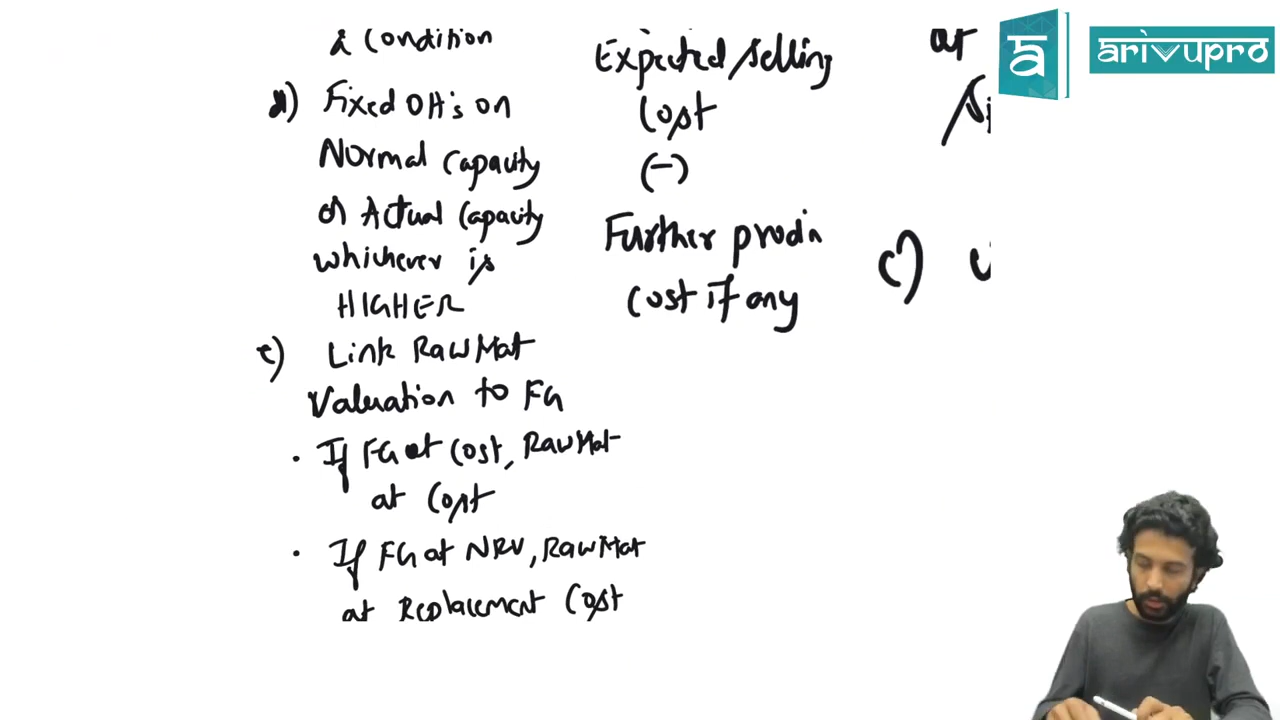 & Condition
d) Fixed OH's on
Normal Capacity
or Actual Capacity
whichever is
HIGHER
e) Link Raw Mat
Valuation to FG
· If FG at Cost, Raw Mat
at Cost
· If FG at NRV, Raw Mat
at Replacement Cost
Expected Selling
Cost
(-)
Further prodn
cost if any
at
c)
arivupro